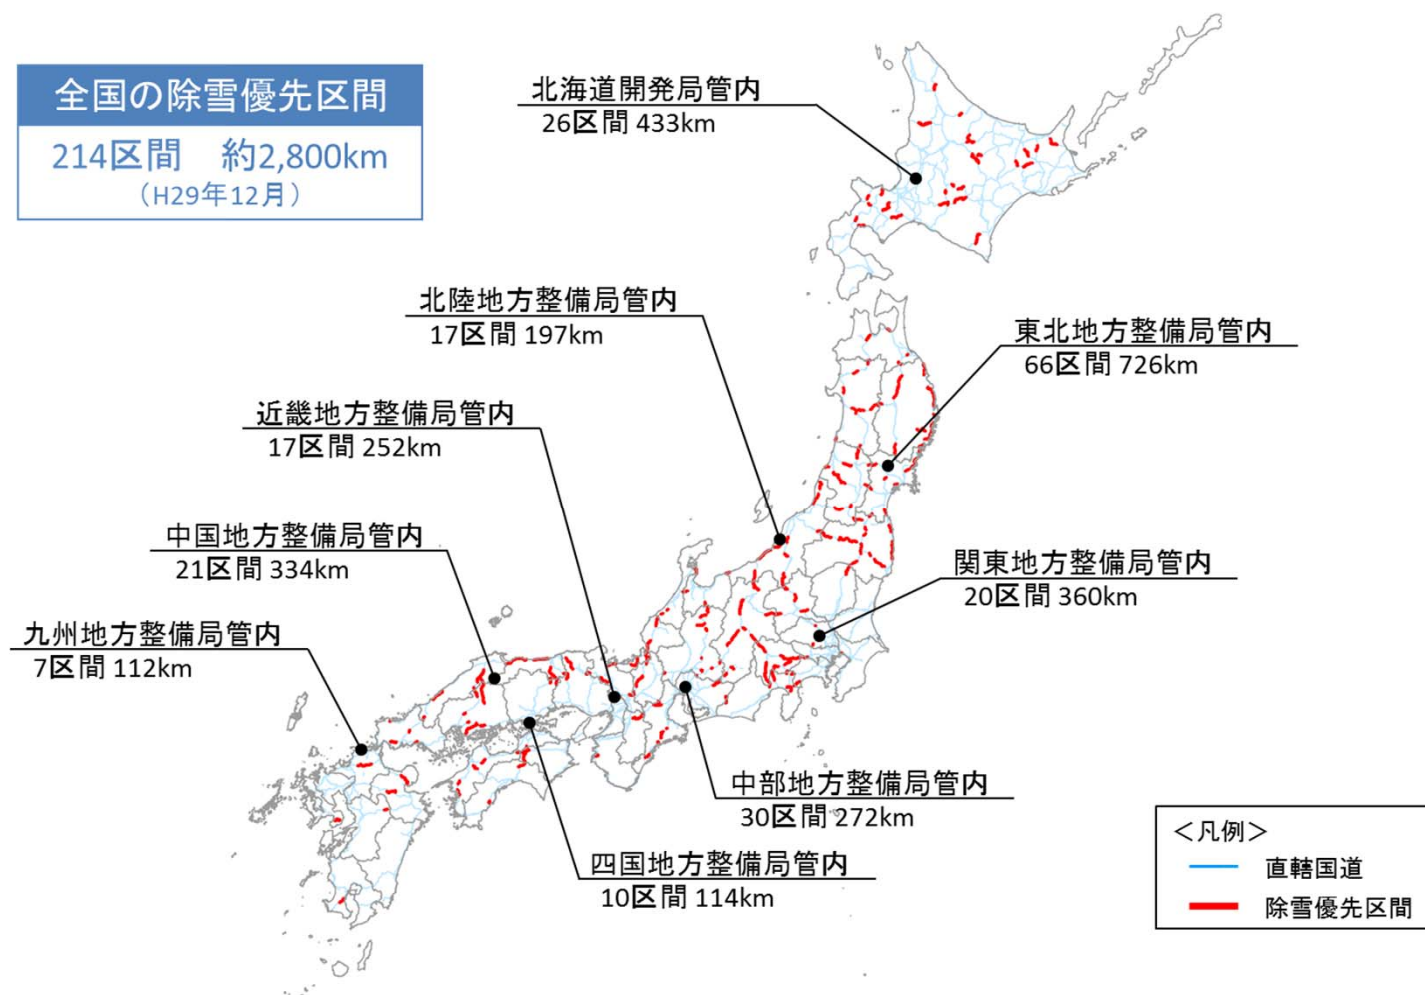 全国の除雪優先区間
214区間　約2,800km
（H29年12月）
北海道開発局管内
26区間 433km
北陸地方整備局管内
17区間 197km
東北地方整備局管内
66区間 726km
近畿地方整備局管内
17区間 252km
中国地方整備局管内
21区間 334km
関東地方整備局管内
20区間 360km
九州地方整備局管内
7区間 112km
中部地方整備局管内
30区間 272km
四国地方整備局管内
10区間 114km
＜凡例＞
直轄国道
除雪優先区間